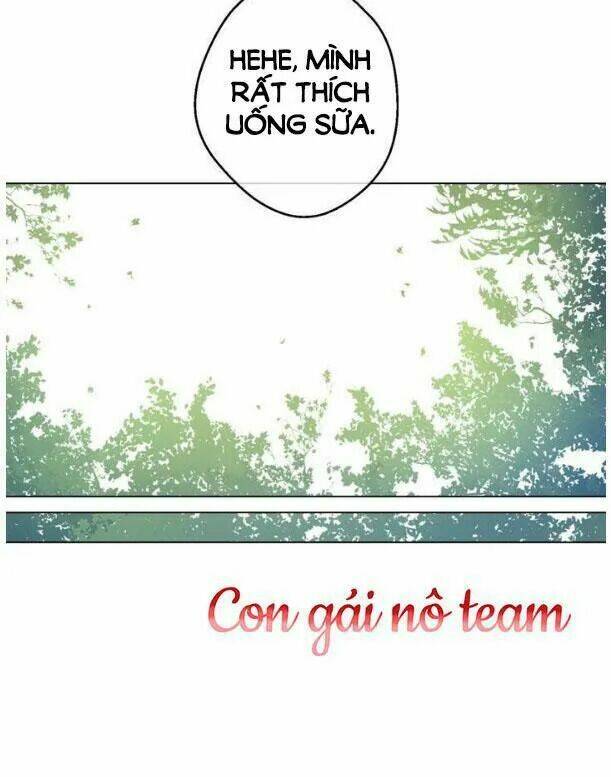 HEHE, MÌNH
RẤT THÍCH
UỐNG SỮA.
Con gái nô team